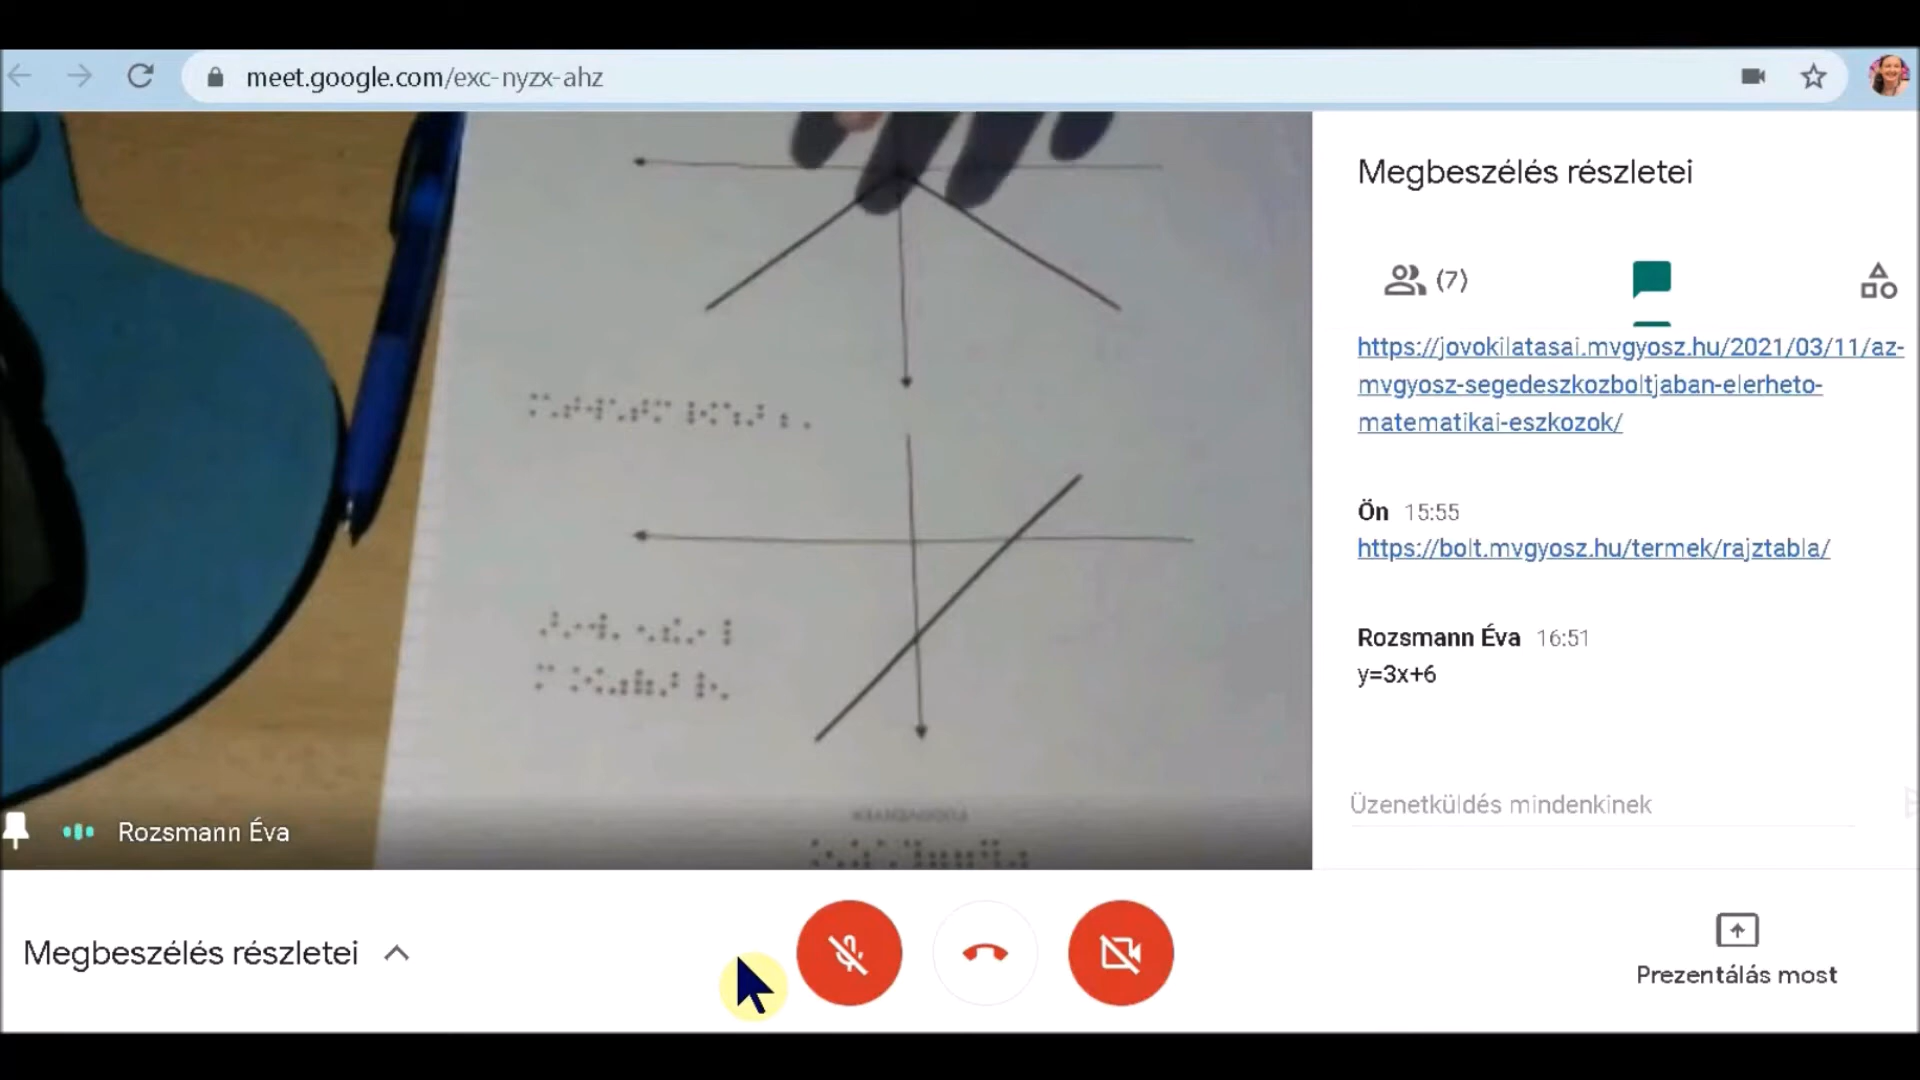 meet.google.com/exc-nyzx-ahz
Megbeszélés részletei
(7)
https://jovokilatasai.mvgyosz.hu/2021/03/11/az-
mvgyosz-segedeszkozboltjaban-elerheto-
matematikai-eszkozok/
Ön 15:55
https://bolt.mvgyosz.hu/termek/rajztabla/
Rozsmann Éva 16:51
y=3x+6
Üzenetküldés mindenkinek
Rozsmann Éva
Megbeszélés részletei
Prezentálás most